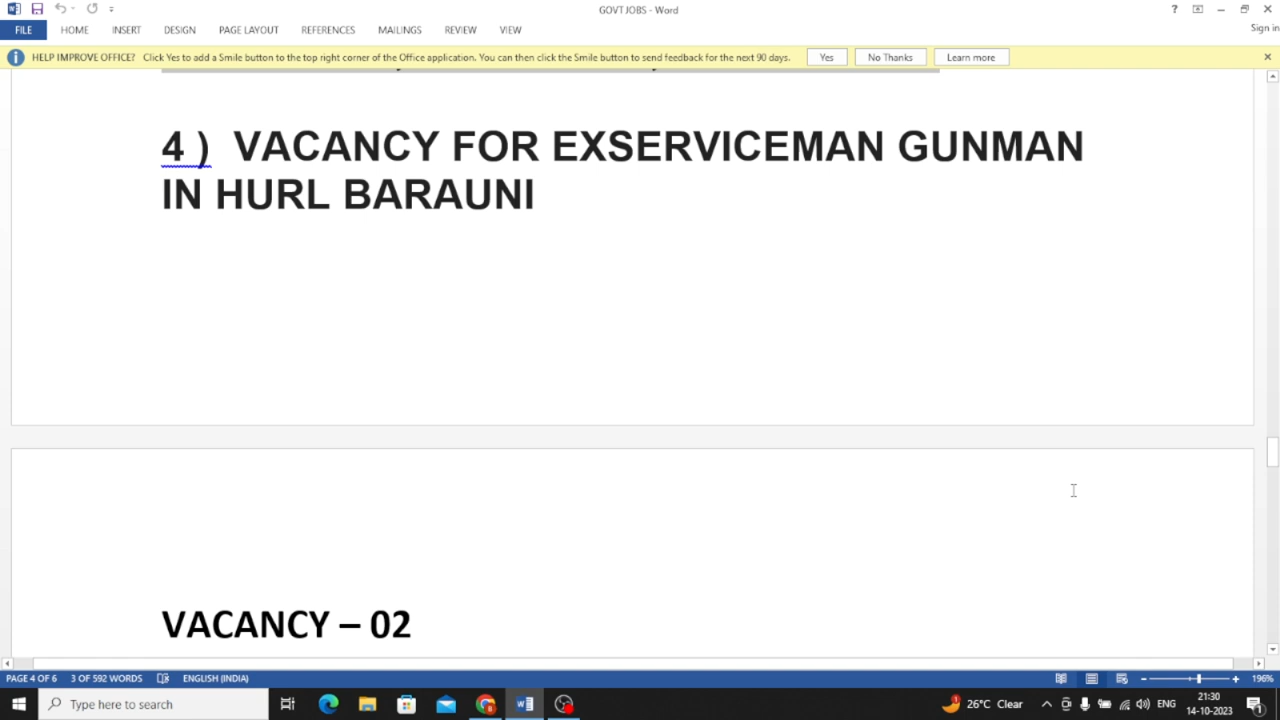 GOVT JOBS - Word
?
Sign in
FILE HOME INSERT DESIGN PAGE LAYOUT REFERENCES MAILINGS REVIEW VIEW
HELP IMPROVE OFFICE? Click Yes to add a Smile button to the top right corner of the Office application. You can then click the Smile button to send feedback for the next 90 days. Yes No Thanks Learn more
4 ) VACANCY FOR EXSERVICEMAN GUNMAN
IN HURL BARAUNI
VACANCY – 02
PAGE 4 OF 6 3 OF 592 WORDS ENGLISH (INDIA) 196%
Type here to search 26°C Clear ENG 21:30
14-10-2023